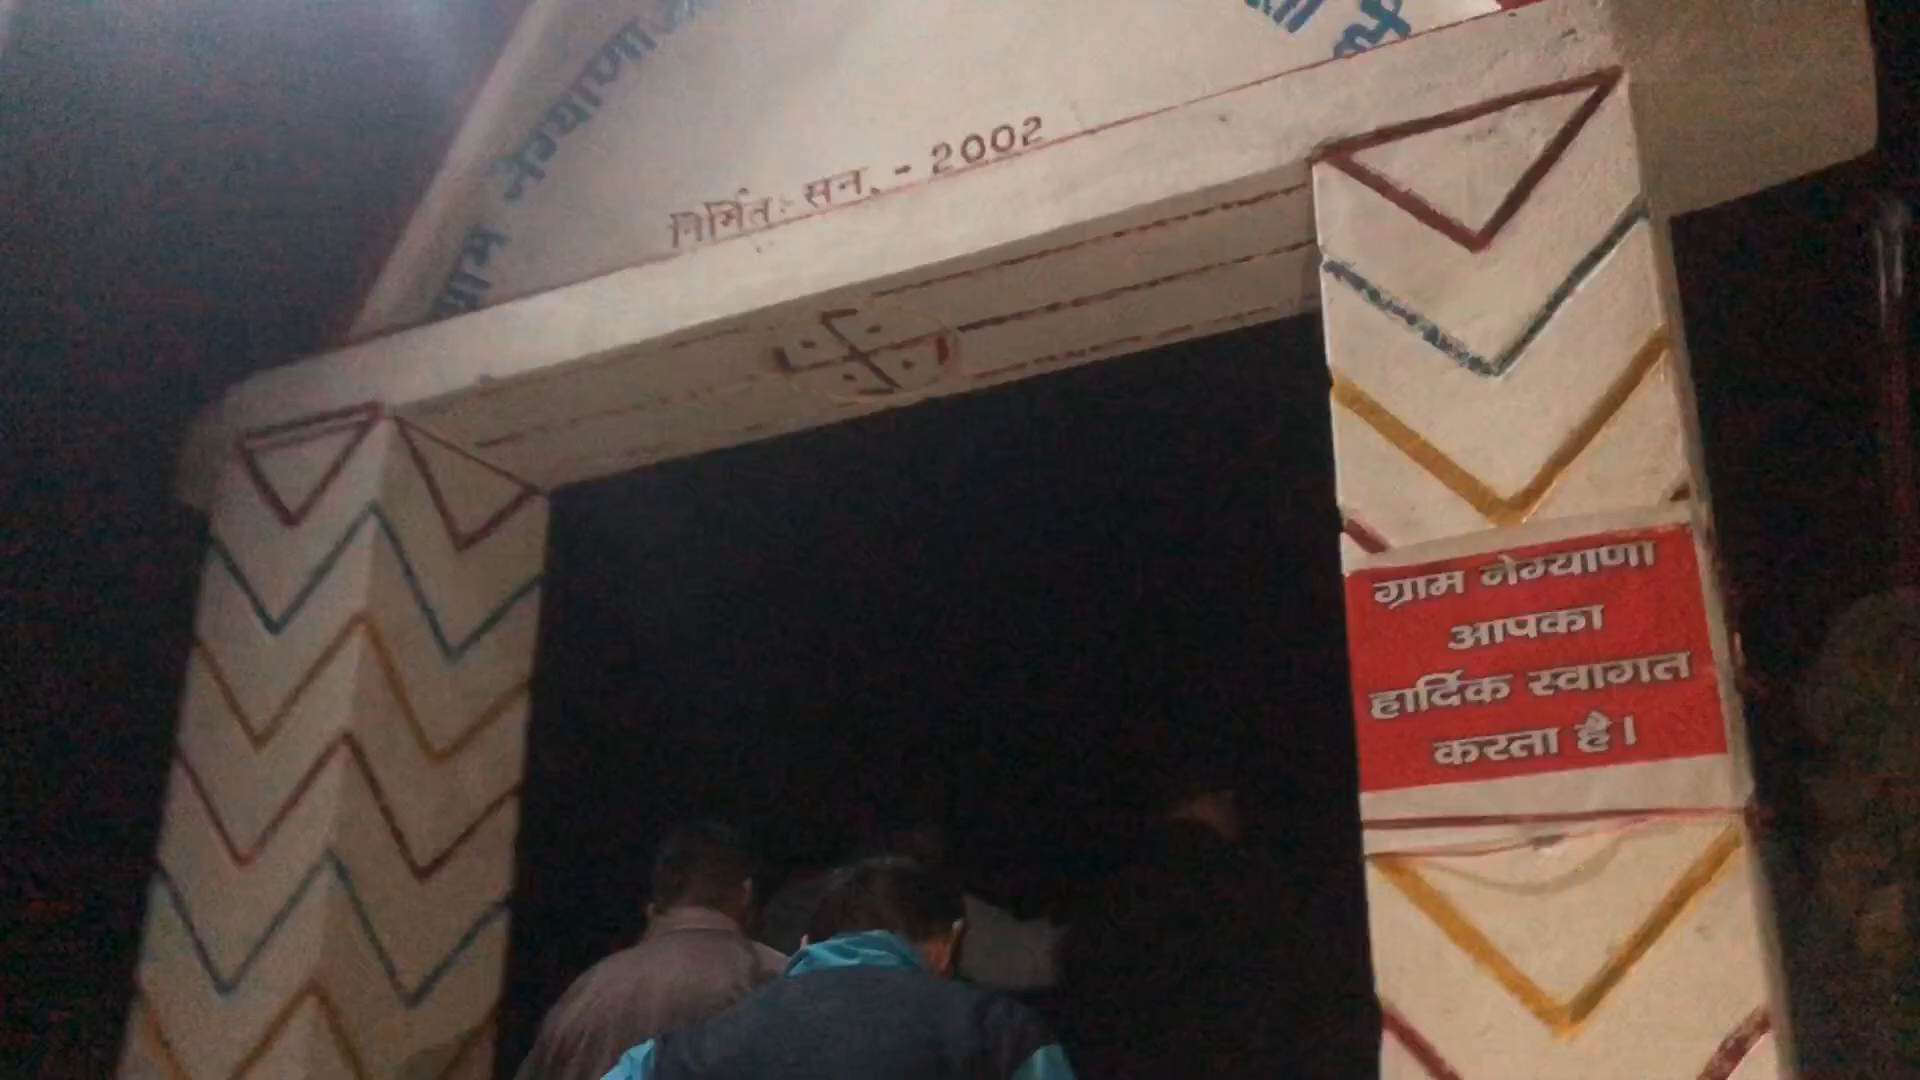 ग्राम नेग्याणा
निर्मितः सन. - 2002
ग्राम नेग्याणा
आपका
हार्दिक स्वागत
करता है।